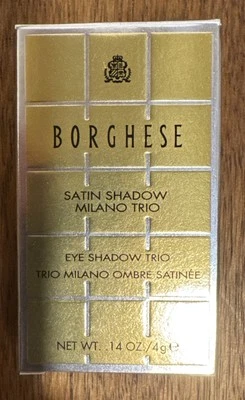 BORGHESE
SATIN SHADOW
MILANO TRIO
EYE SHADOW TRIO
TRIO MILANO OMBRE SATINÉE
NET WT. .14 OZ./4g℮